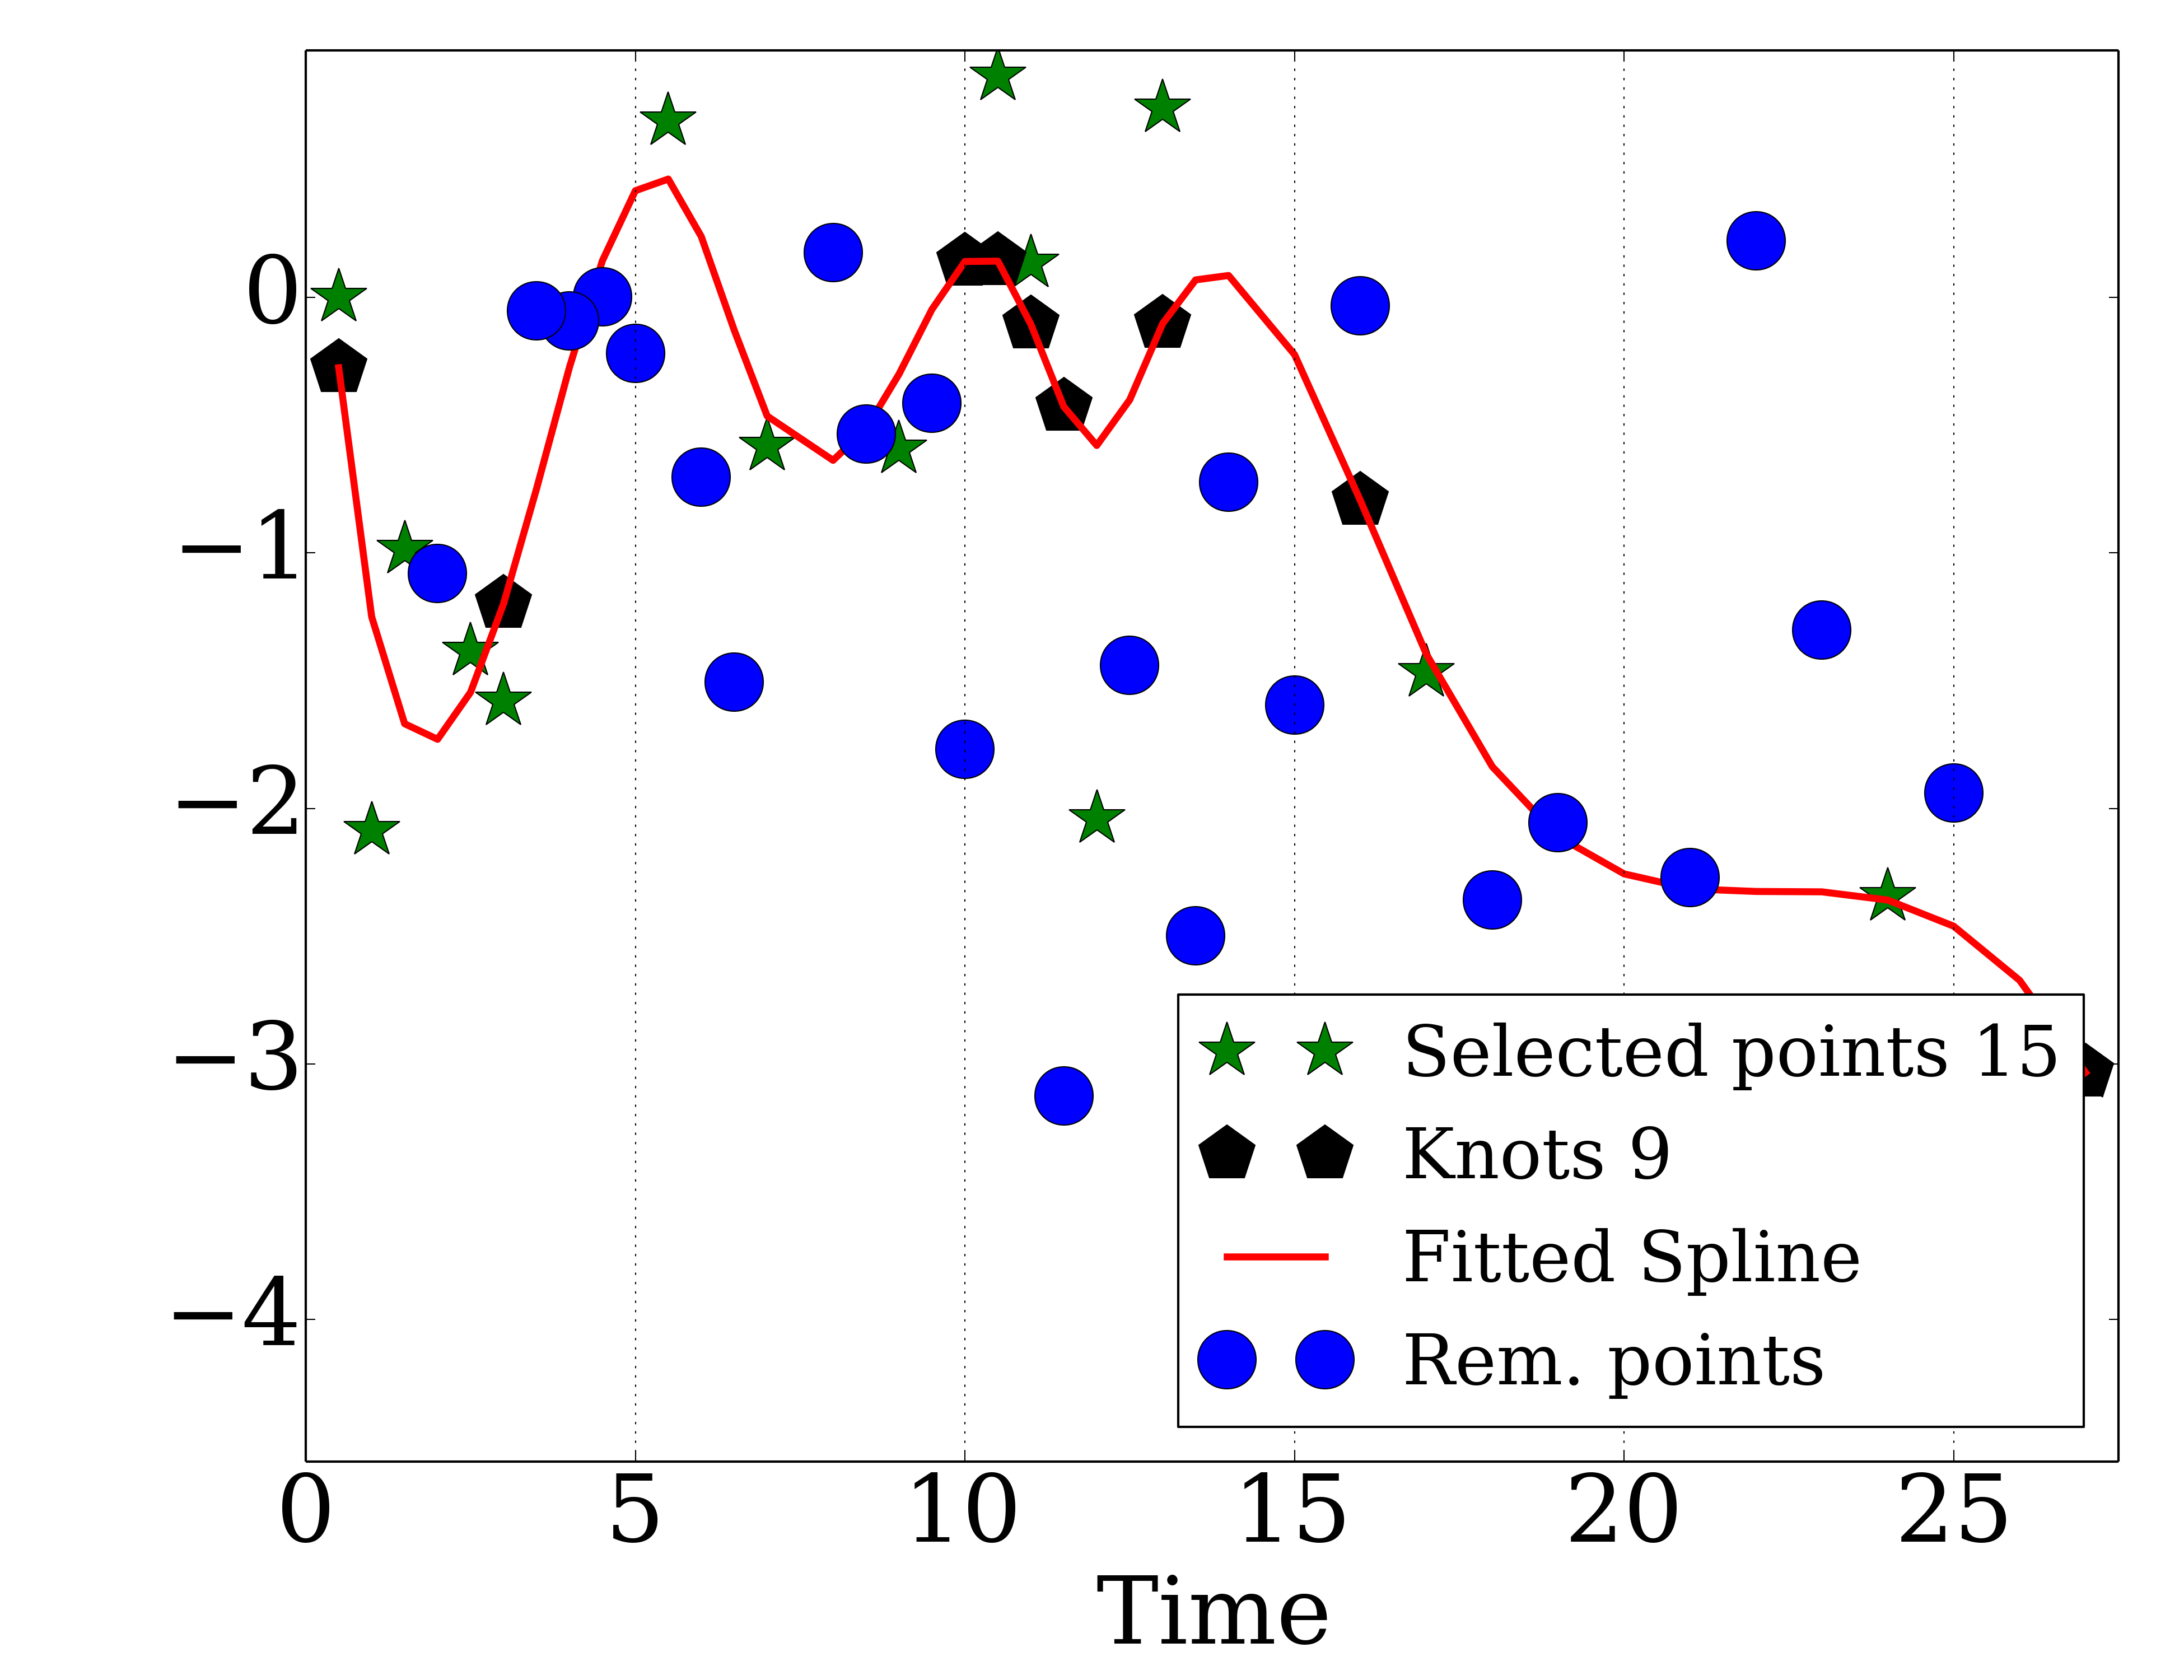 0
−1
−2
−3
−4
Selected points 15
Knots 9
Fitted Spline
Rem. points
0 5 10 15 20 25
Time